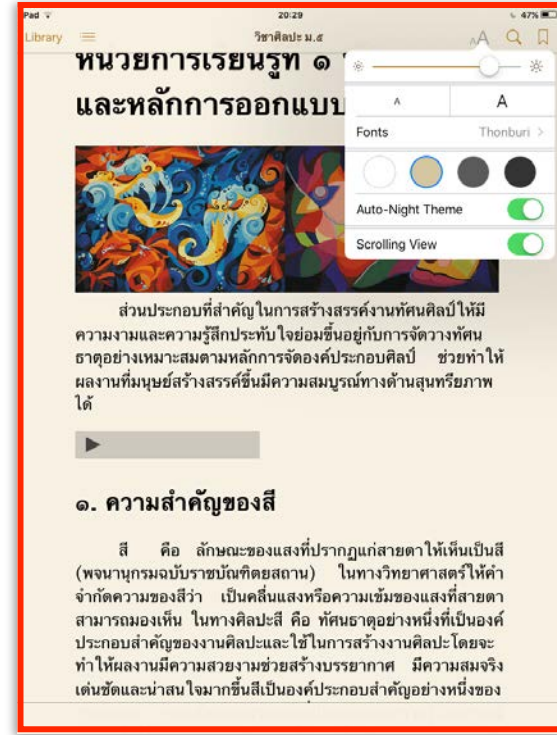 Pad 20:29 47%
Library วิชาศิลปะ ม.๕ AA
หน่วยการเรียนรู้ที่ ๑
และหลักการออกแบบ
A A
Fonts Thonburi >
Auto-Night Theme
Scrolling View
ส่วนประกอบที่สำคัญในการสร้างสรรค์งานทัศนศิลป์ให้มี
ความงามและความรู้สึกประทับใจย่อมขึ้นอยู่กับการจัดวางทัศน
ธาตุอย่างเหมาะสมตามหลักการจัดองค์ประกอบศิลป์ ช่วยทำให้
ผลงานที่มนุษย์สร้างสรรค์ขึ้นมีความสมบูรณ์ทางด้านสุนทรียภาพ
ได้
๑. ความสำคัญของสี
สี คือ ลักษณะของแสงที่ปรากฏแก่สายตาให้เห็นเป็นสี
(พจนานุกรมฉบับราชบัณฑิตยสถาน) ในทางวิทยาศาสตร์ให้คำ
จำกัดความของสีว่า เป็นคลื่นแสงหรือความเข้มของแสงที่สายตา
สามารถมองเห็น ในทางศิลปะสี คือ ทัศนธาตุอย่างหนึ่งที่เป็นองค์
ประกอบสำคัญของงานศิลปะและใช้ในการสร้างงานศิลปะโดยจะ
ทำให้ผลงานมีความสวยงามช่วยสร้างบรรยากาศ มีความสมจริง
เด่นชัดและน่าสนใจมากขึ้นสีเป็นองค์ประกอบสำคัญอย่างหนึ่งของ